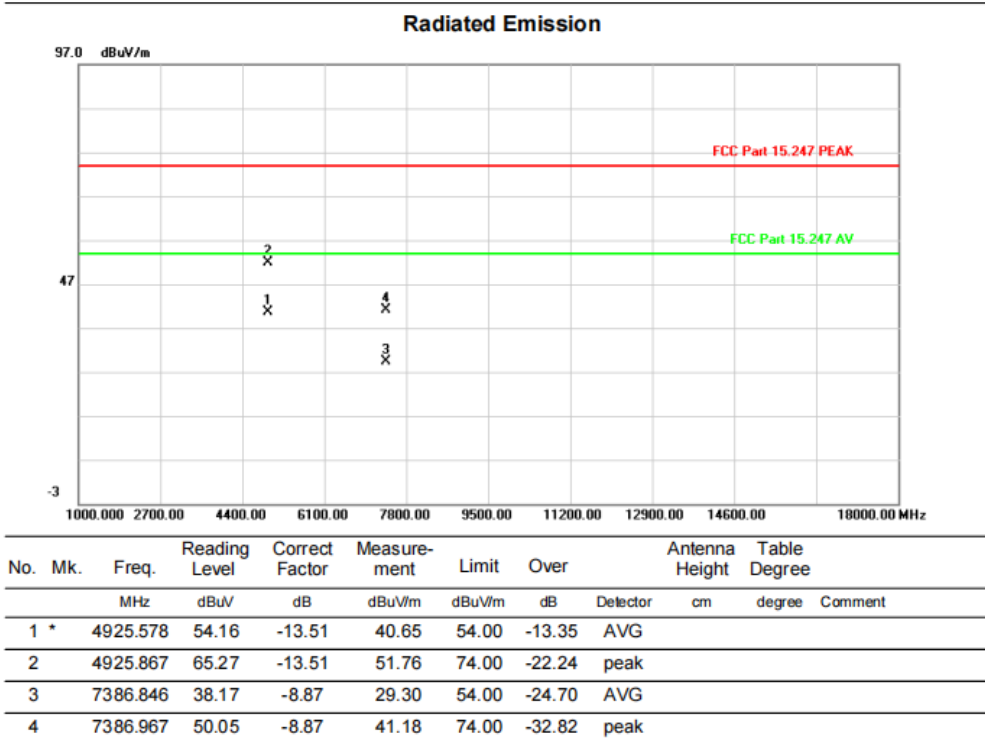 Radiated Emission
97.0 dBuV/m
FCC Part 15.247 PEAK
FCC Part 15.247 AV
2
47
1
4
3
-3
1000.000 2700.00 4400.00 6100.00 7800.00 9500.00 11200.00 12900.00 14600.00 18000.00 MHz
No. Mk. Freq. Reading Level Correct Factor Measure-ment Limit Over Antenna Height Table Degree
MHz dBuV dB dBuV/m dBuV/m dB Detector cm degree Comment
1 * 4925.578 54.16 -13.51 40.65 54.00 -13.35 AVG
2 4925.867 65.27 -13.51 51.76 74.00 -22.24 peak
3 7386.846 38.17 -8.87 29.30 54.00 -24.70 AVG
4 7386.967 50.05 -8.87 41.18 74.00 -32.82 peak